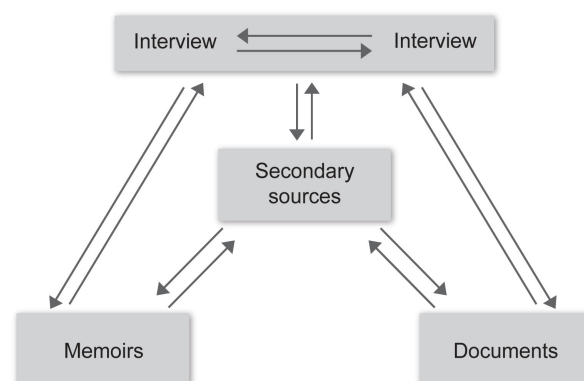 Interview Interview
Secondary
sources
Memoirs
Documents